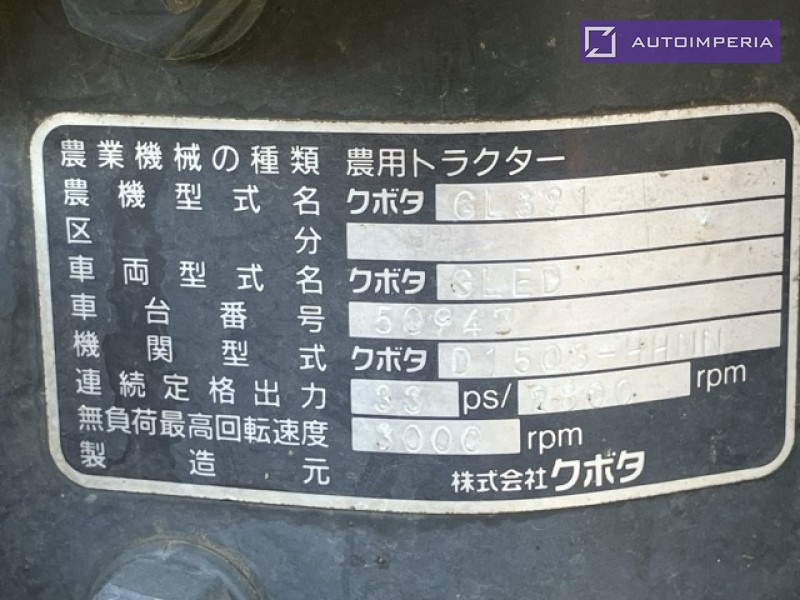 AUTOIMPERIA
農業機械の種類 農用トラクター
農機型式名 クボタ GL321
区分
車両型式名 クボタ GLED
車台番号 50947
機関型式 クボタ D1503-HHNN
連続定格出力 33 ps/ 2600 rpm
無負荷最高回転速度 3000 rpm
製造元 株式会社クボタ